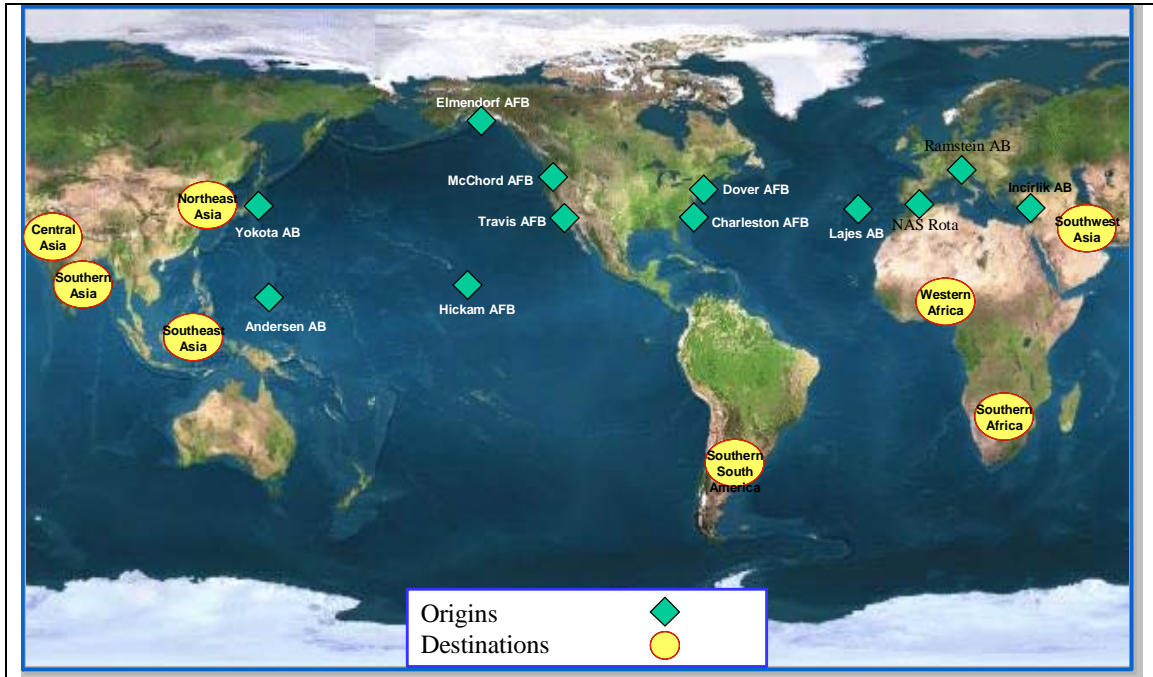 Elmendorf AFB
Ramstein AB
McChord AFB
Dover AFB
Incirlik AB
Northeast
Asia
Travis AFB
Charleston AFB
Lajes AB
NAS Rota
Yokota AB
Southwest
Asia
Central
Asia
Southern
Asia
Western
Africa
Hickam AFB
Andersen AB
Southeast
Asia
Southern
Africa
Southern
South
America
Origins
Destinations